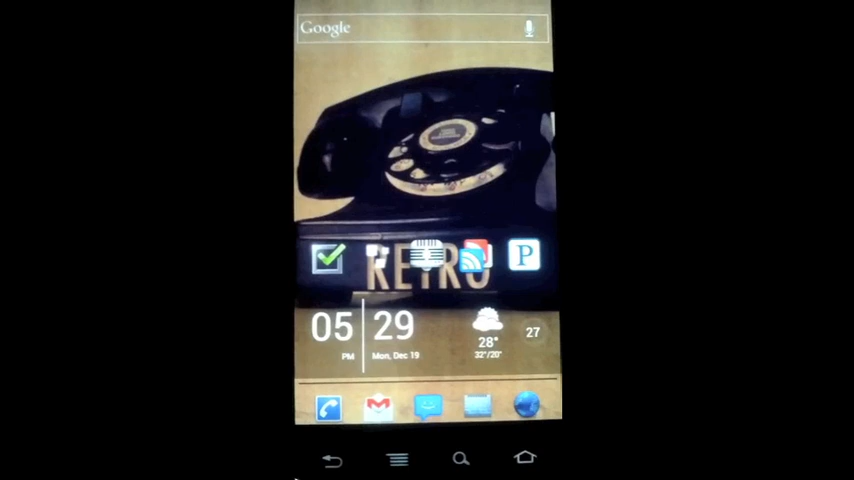 Google
RETRO
P
05 29
PM Mon, Dec 19
28°
32°/20°
27